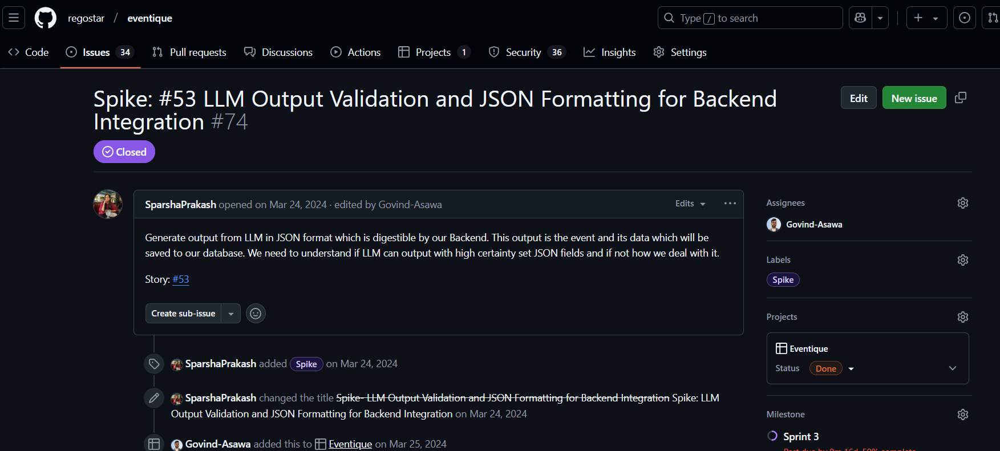 regostar / eventique
Type / to search
Code
Issues 34
Pull requests
Discussions
Actions
Projects 1
Security 36
Insights
Settings
Spike: #53 LLM Output Validation and JSON Formatting for Backend
Integration #74
Edit
New issue
Closed
SparshaPrakash opened on Mar 24, 2024 · edited by Govind-Asawa
Edits
Generate output from LLM in JSON format which is digestible by our Backend. This output is the event and its data which will be
saved to our database. We need to understand if LLM can output with high certainty set JSON fields and if not how we deal with it.
Story: #53
Create sub-issue
SparshaPrakash added Spike on Mar 24, 2024
SparshaPrakash changed the title Spike- LLM Output Validation and JSON Formatting for Backend Integration Spike: LLM
Output Validation and JSON Formatting for Backend Integration on Mar 24, 2024
Govind-Asawa added this to Eventique on Mar 25, 2024
Assignees
Govind-Asawa
Labels
Spike
Projects
Eventique
Status Done
Milestone
Sprint 3